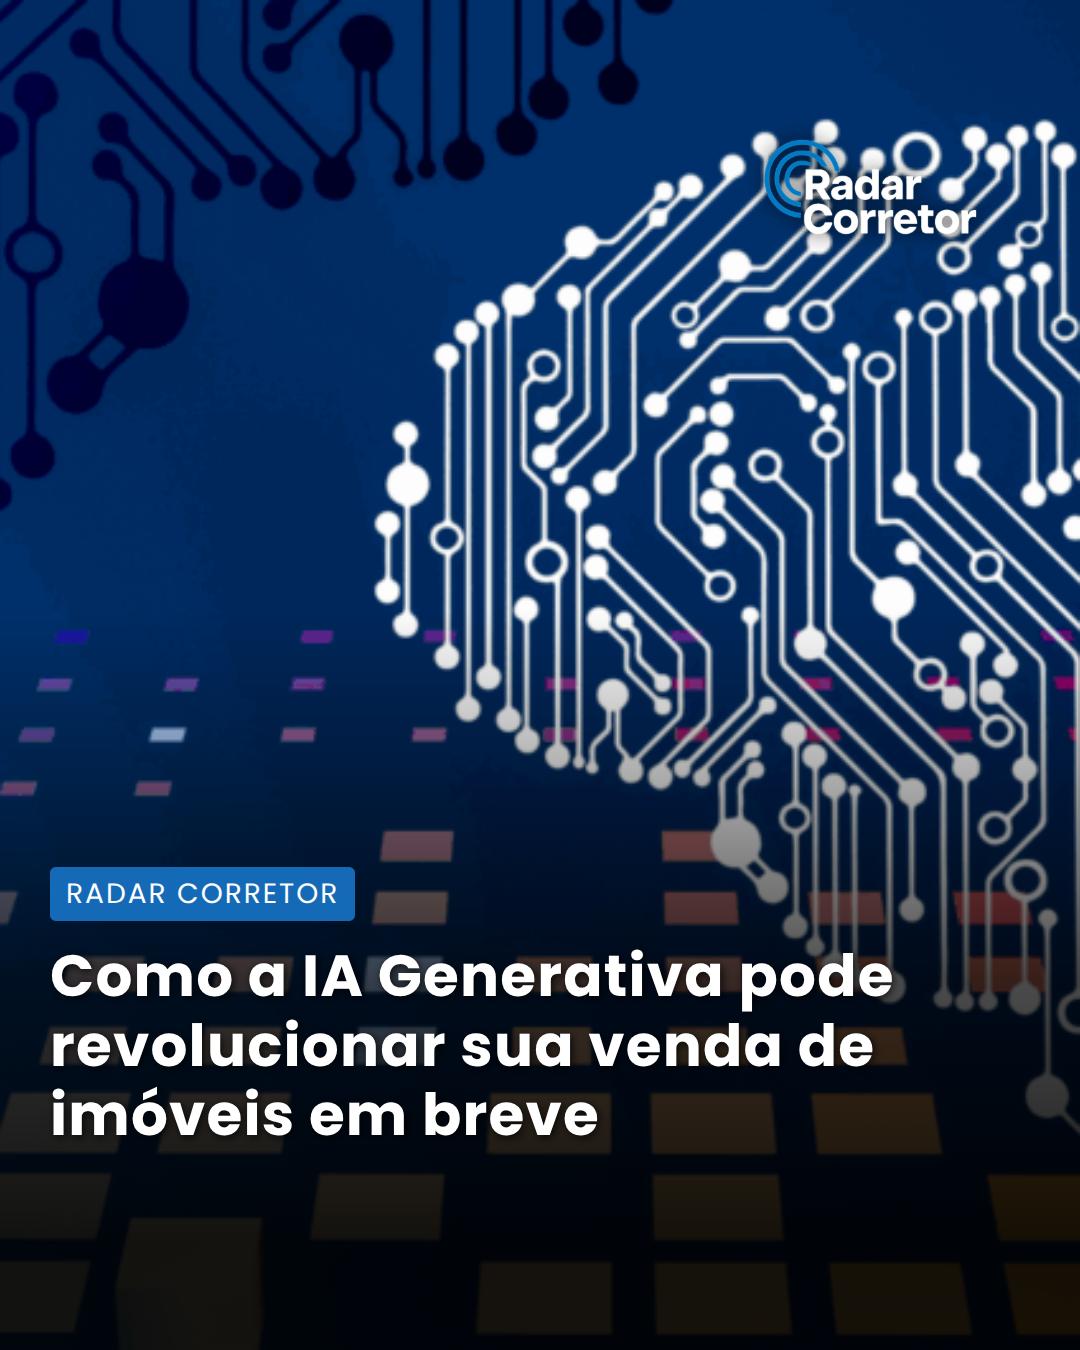 Radar
Corretor
RADAR CORRETOR
Como a IA Generativa pode
revolucionar sua venda de
imóveis em breve